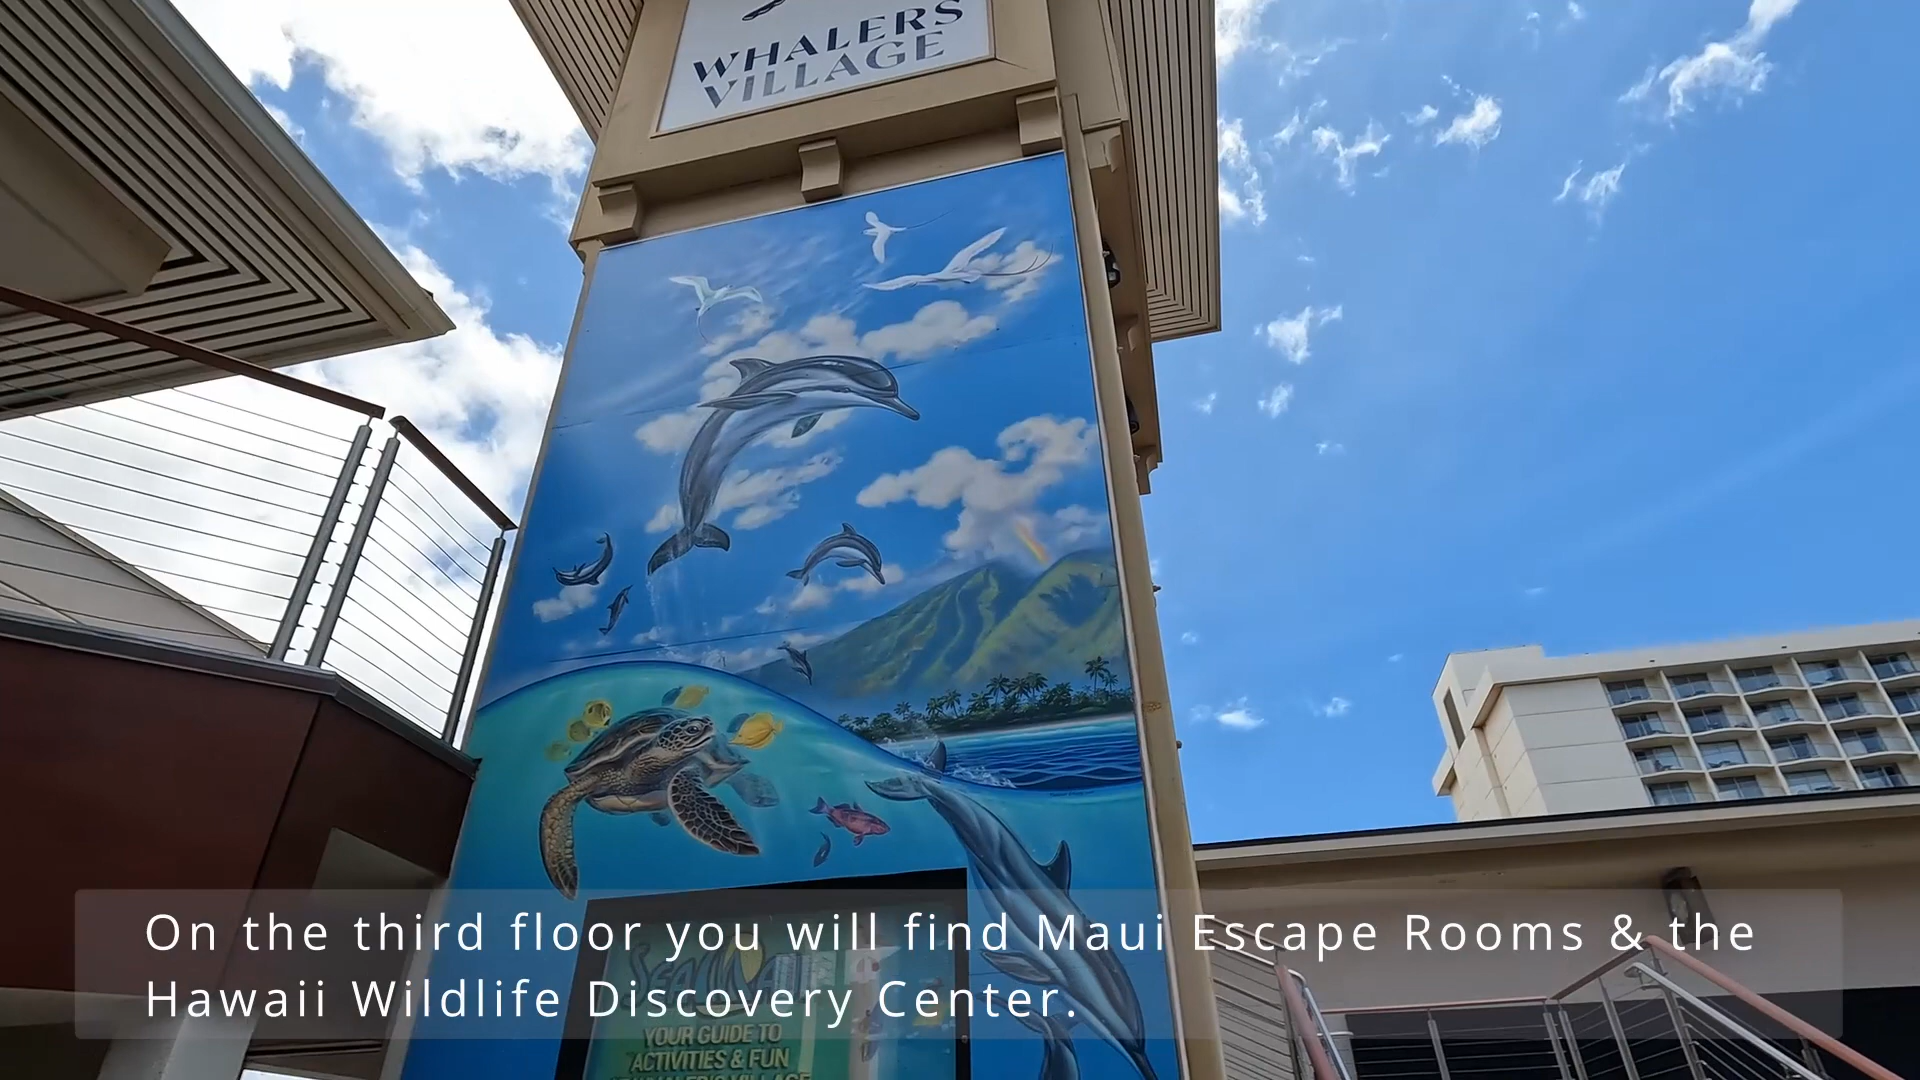 WHALERS
VILLAGE
On the third floor you will find Maui Escape Rooms & the
Hawaii Wildlife Discovery Center.
YOUR GUIDE TO
ACTIVITIES & FUN